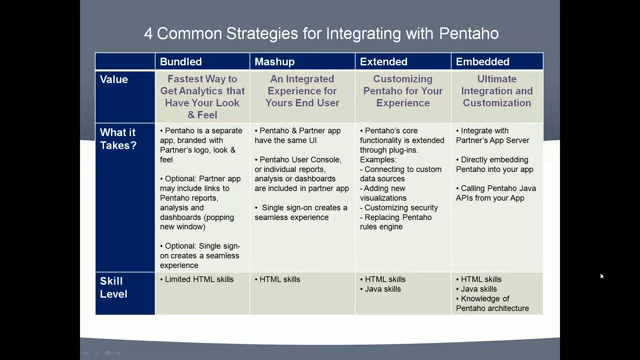 4 Common Strategies for Integrating with Pentaho
Bundled
Mashup
Extended
Embedded
Value
Fastest Way to
Get Analytics that
Have Your Look
& Feel
An Integrated
Experience for
Yours End User
Customizing
Pentaho for Your
Experience
Ultimate
Integration and
Customization
What it
Takes?
• Pentaho is a separate
app, branded with
Partner's logo, look &
feel
• Optional: Partner app
may include links to
Pentaho reports,
analysis and
dashboards (popping
new window)
• Optional: Single sign-
on creates a seamless
experience
• Pentaho & Partner app
have the same UI
• Pentaho User Console,
or individual reports,
analysis or dashboards
are included in partner app
• Single sign-on creates a
seamless experience
• Pentaho's core
functionality is extended
through plug-ins.
Examples:
- Connecting to custom
data sources
- Adding new
visualizations
- Customizing security
- Replacing Pentaho
rules engine
• Integrate with
Partner's App Server
• Directly embedding
Pentaho into your app
• Calling Pentaho Java
APIs from your App
Skill
Level
• Limited HTML skills
• HTML skills
• HTML skills
• Java skills
• HTML skills
• Java skills
• Knowledge of
Pentaho architecture